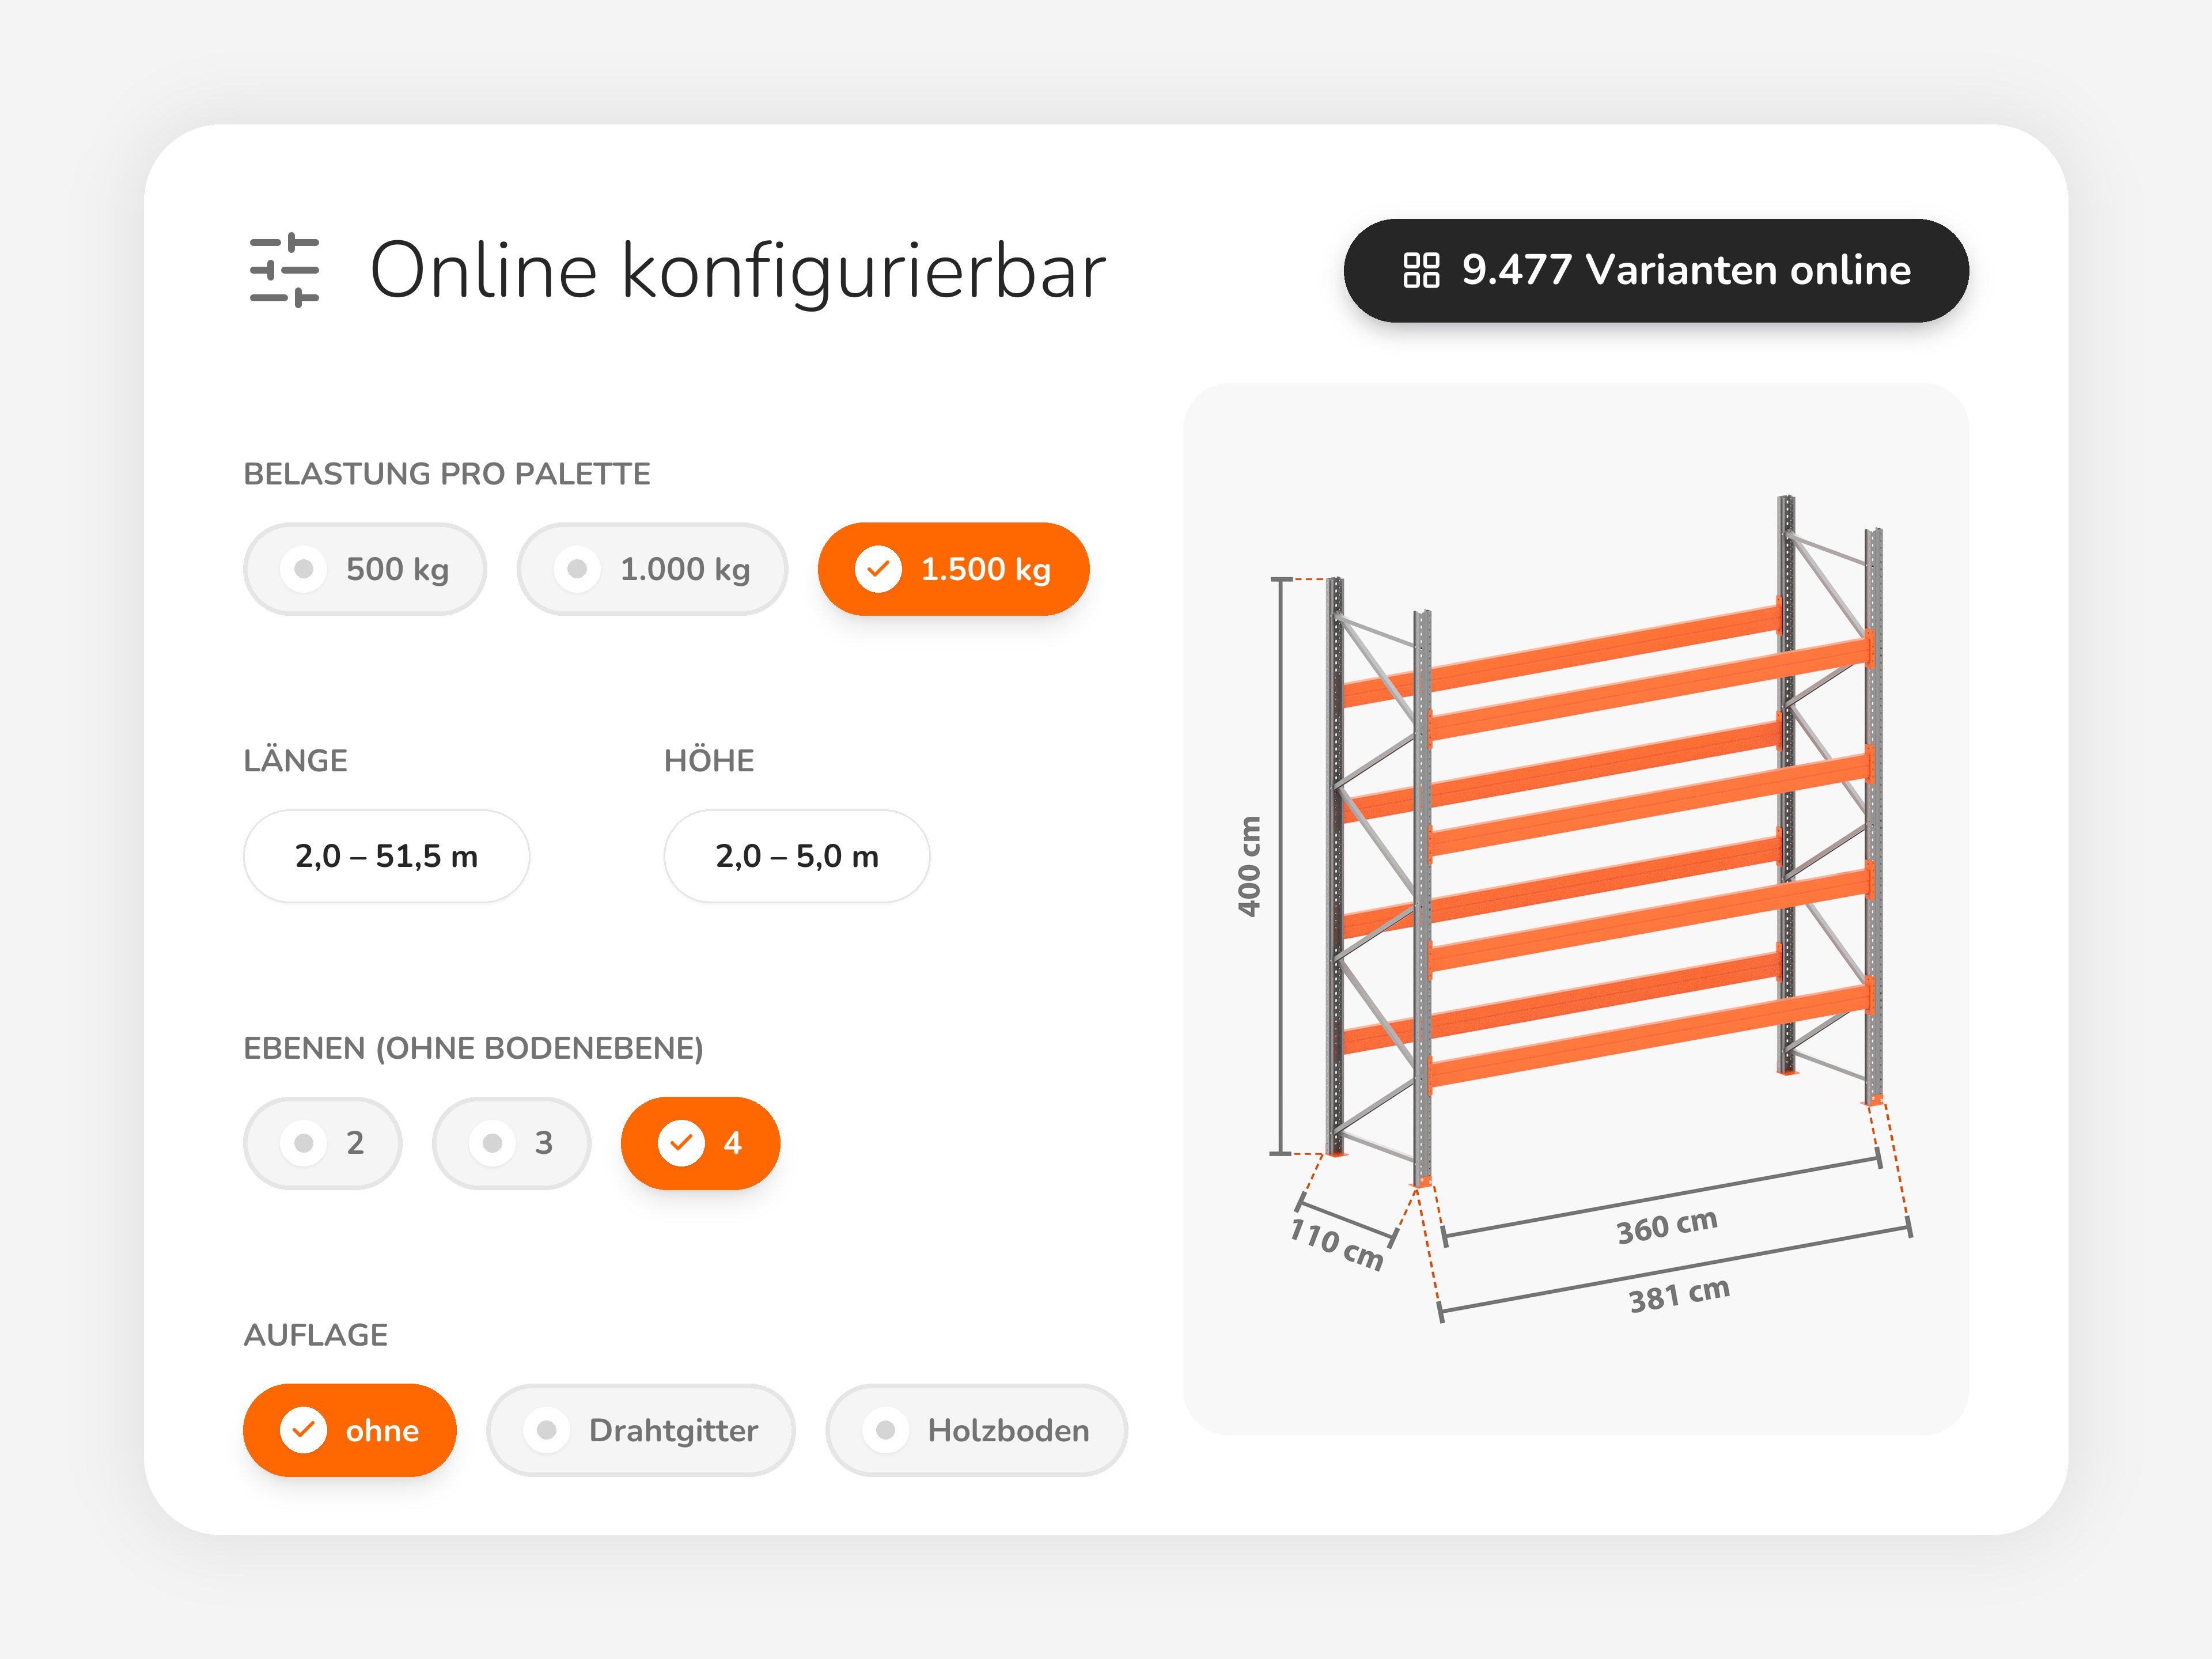 Online konfigurierbar
9.477 Varianten online
BELASTUNG PRO PALETTE
500 kg
1.000 kg
1.500 kg
LÄNGE
HÖHE
2,0 – 51,5 m
2,0 – 5,0 m
EBENEN (OHNE BODENEBENE)
2
3
4
AUFLAGE
ohne
Drahtgitter
Holzboden
400 cm
110 cm
360 cm
381 cm